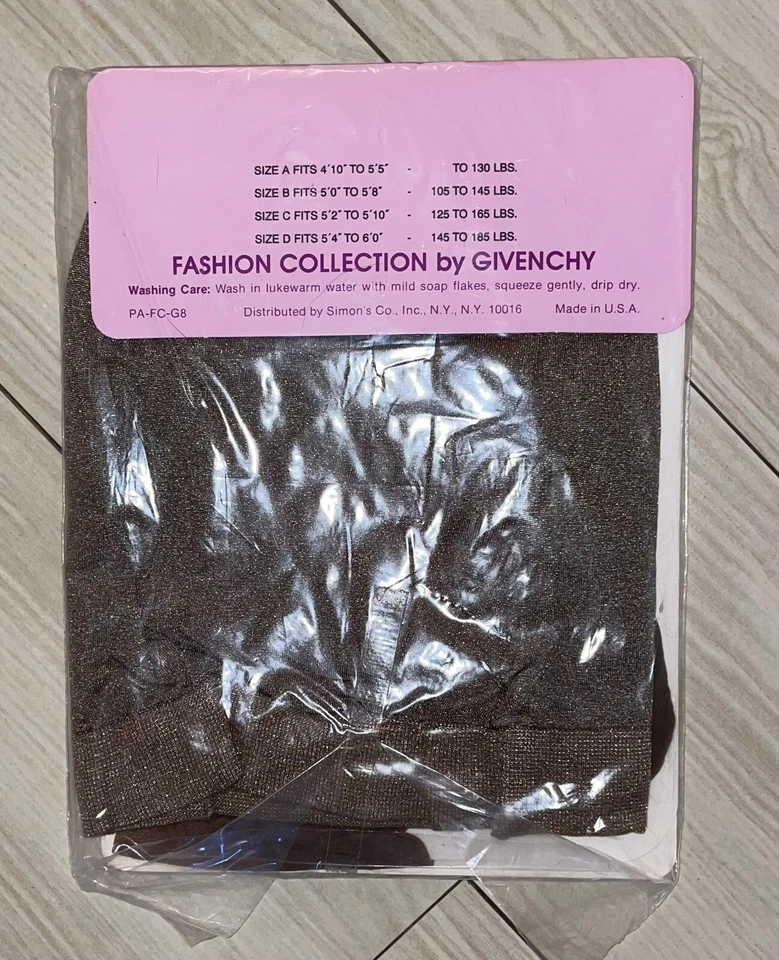 SIZE A FITS 4'10" TO 5'5" - TO 130 LBS.
SIZE B FITS 5'0" TO 5'8" - 105 TO 145 LBS.
SIZE C FITS 5'2" TO 5'10" - 125 TO 165 LBS.
SIZE D FITS 5'4" TO 6'0" - 145 TO 185 LBS.
FASHION COLLECTION by GIVENCHY
Washing Care: Wash in lukewarm water with mild soap flakes, squeeze gently, drip dry.
PA-FC-G8 Distributed by Simon's Co., Inc., N.Y., N.Y. 10016 Made in U.S.A.